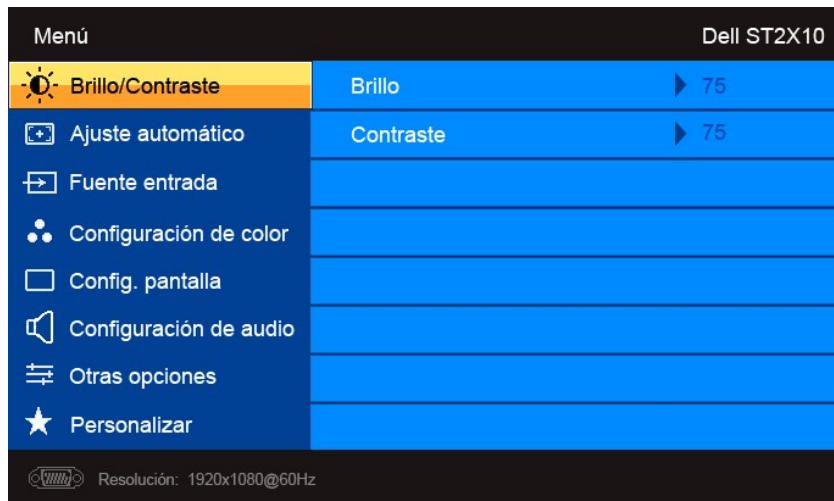 Menú Dell ST2X10
Brillo/Contraste Brillo 75
Ajuste automático Contraste 75
Fuente entrada
Configuración de color
Config. pantalla
Configuración de audio
Otras opciones
Personalizar
Resolución: 1920x1080@60Hz